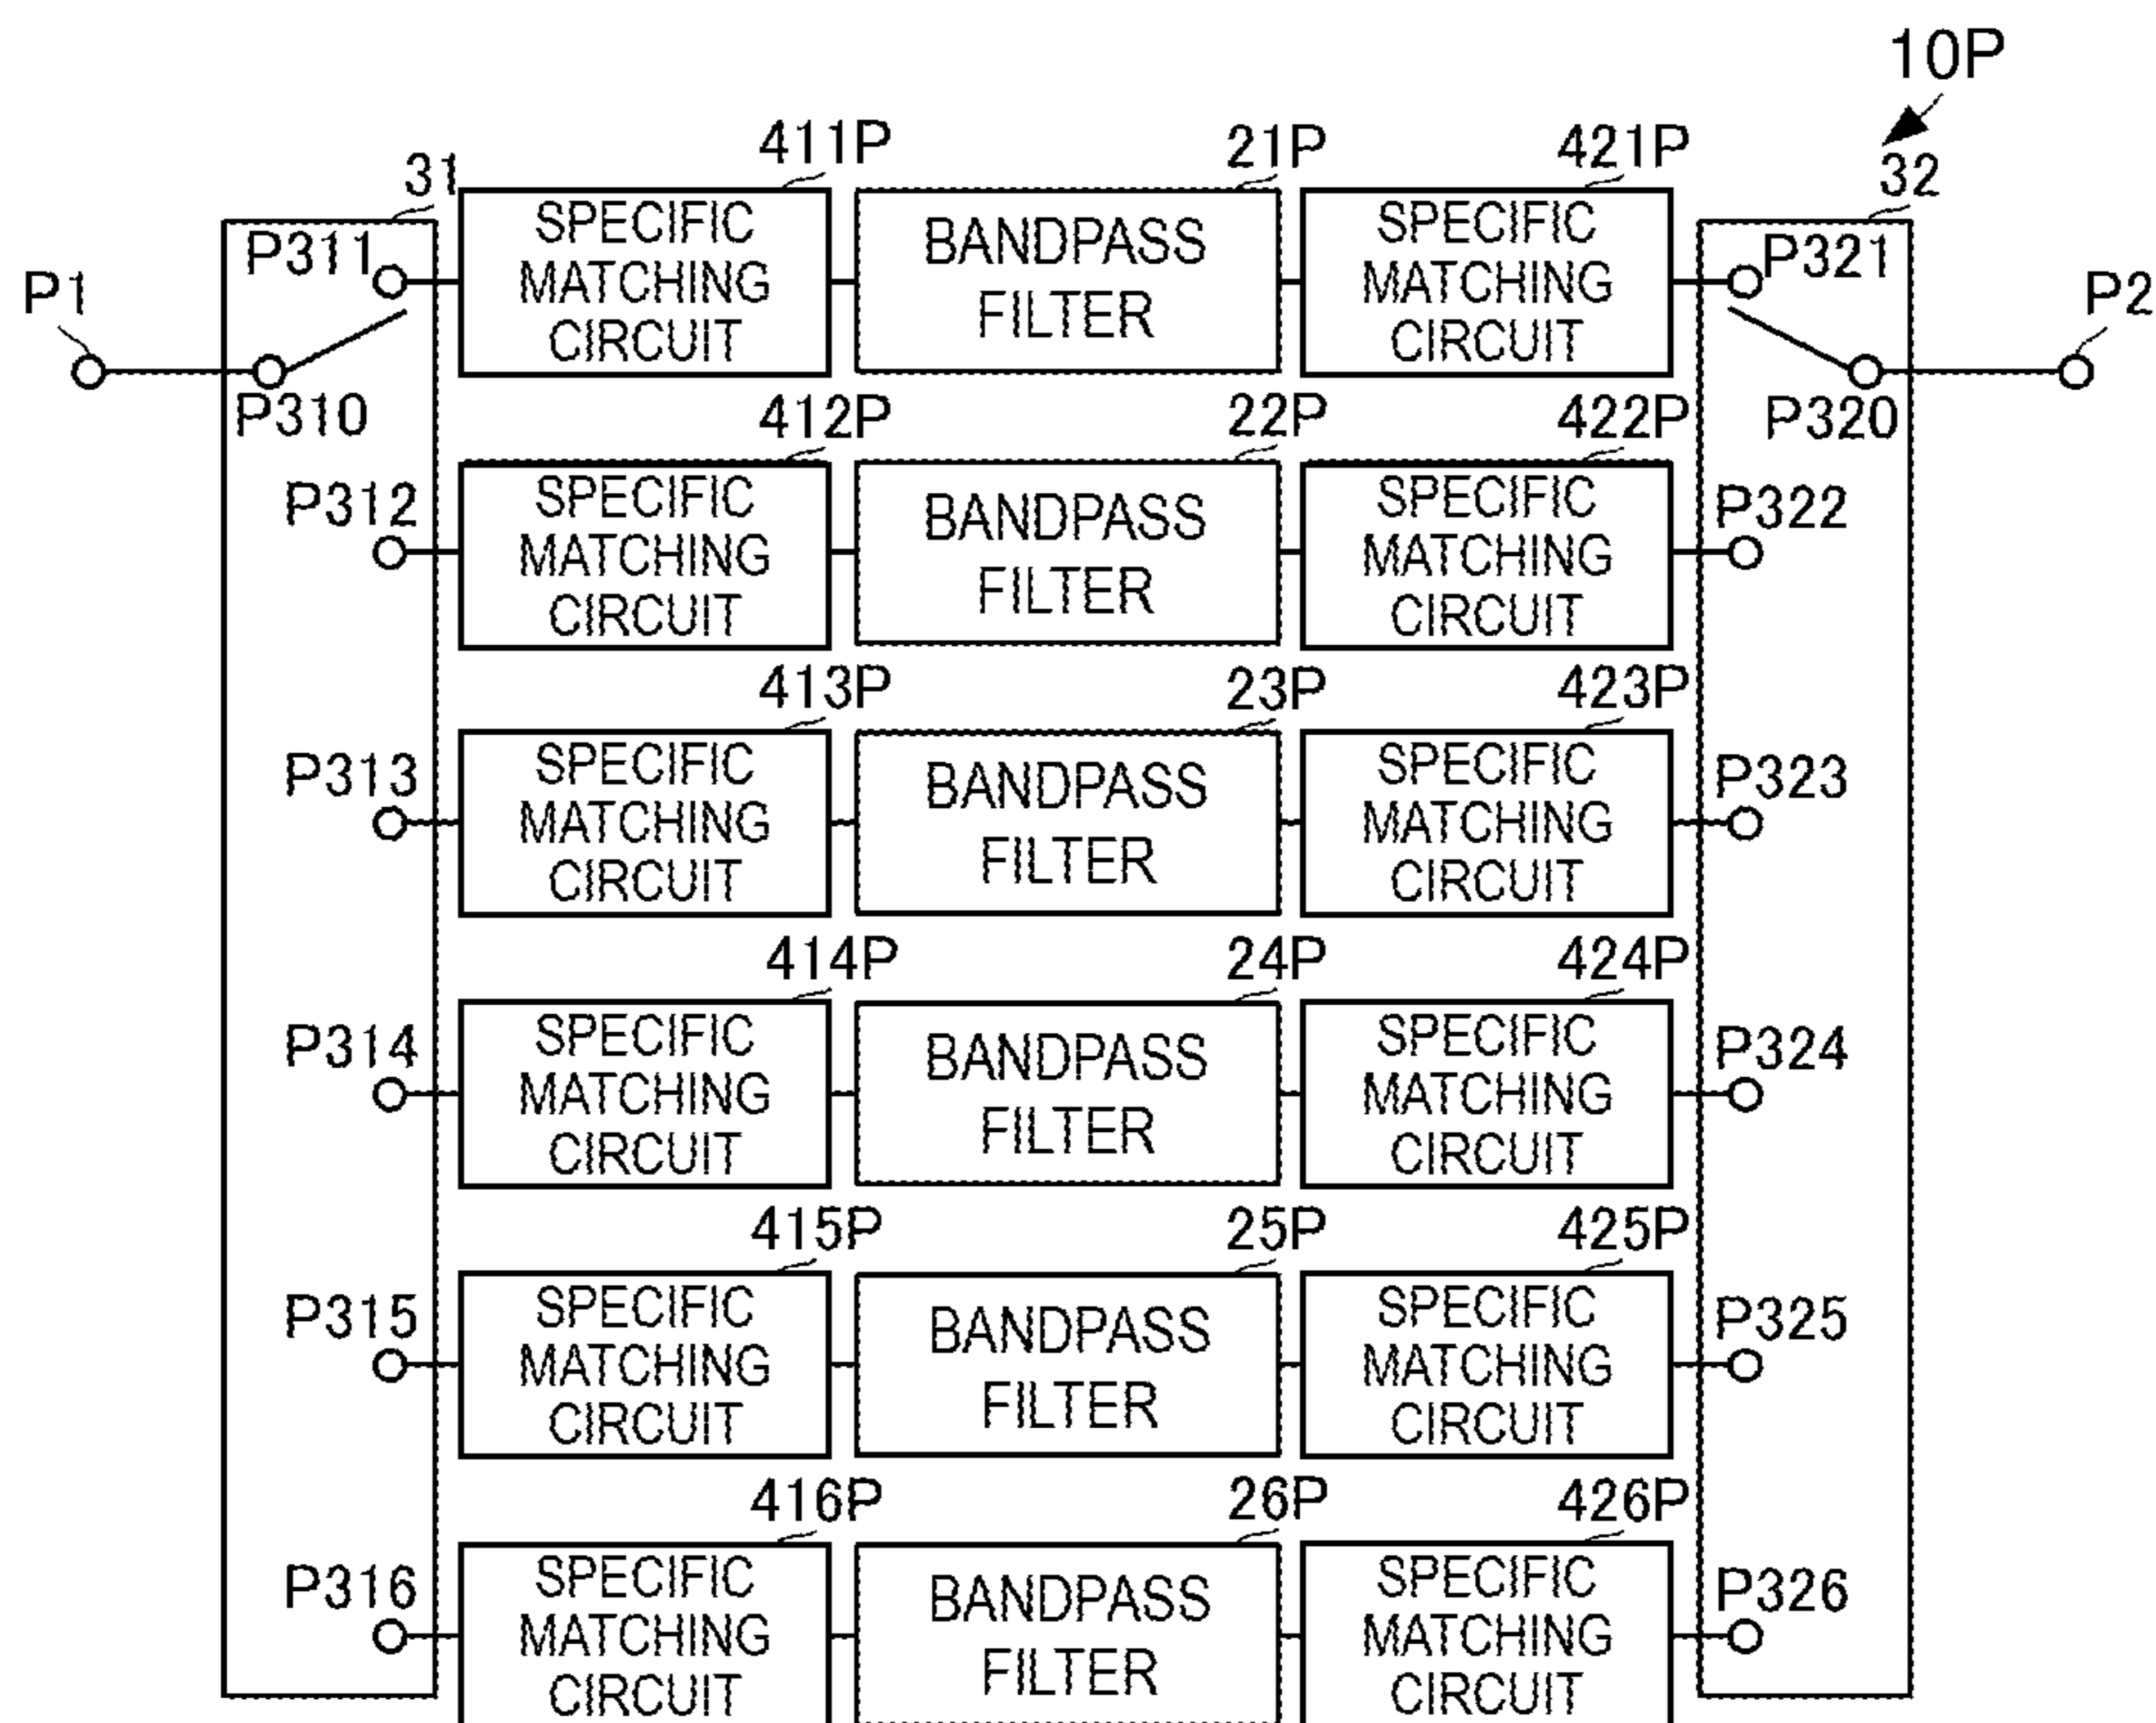 10P
411P 21P 421P
31 32
SPECIFIC MATCHING CIRCUIT
BANDPASS FILTER
SPECIFIC MATCHING CIRCUIT
P311 P321
P1 P2
P310 P320
412P 22P 422P
P312
SPECIFIC MATCHING CIRCUIT
BANDPASS FILTER
SPECIFIC MATCHING CIRCUIT
P322
413P 23P 423P
P313
SPECIFIC MATCHING CIRCUIT
BANDPASS FILTER
SPECIFIC MATCHING CIRCUIT
P323
414P 24P 424P
P314
SPECIFIC MATCHING CIRCUIT
BANDPASS FILTER
SPECIFIC MATCHING CIRCUIT
P324
415P 25P 425P
P315
SPECIFIC MATCHING CIRCUIT
BANDPASS FILTER
SPECIFIC MATCHING CIRCUIT
P325
416P 26P 426P
P316
SPECIFIC MATCHING CIRCUIT
BANDPASS FILTER
SPECIFIC MATCHING CIRCUIT
P326